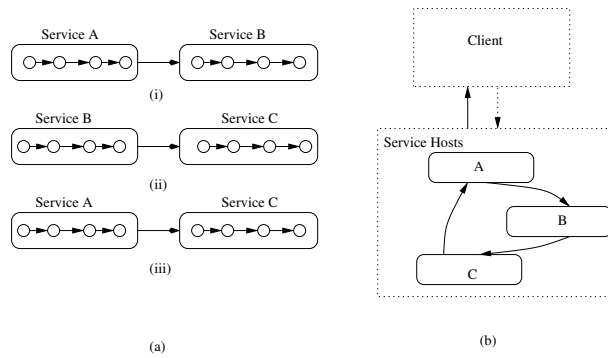 Service A
Service B
(i)
Service B
Service C
(ii)
Service A
Service C
(iii)
(a)
Client
Service Hosts
A
B
C
(b)